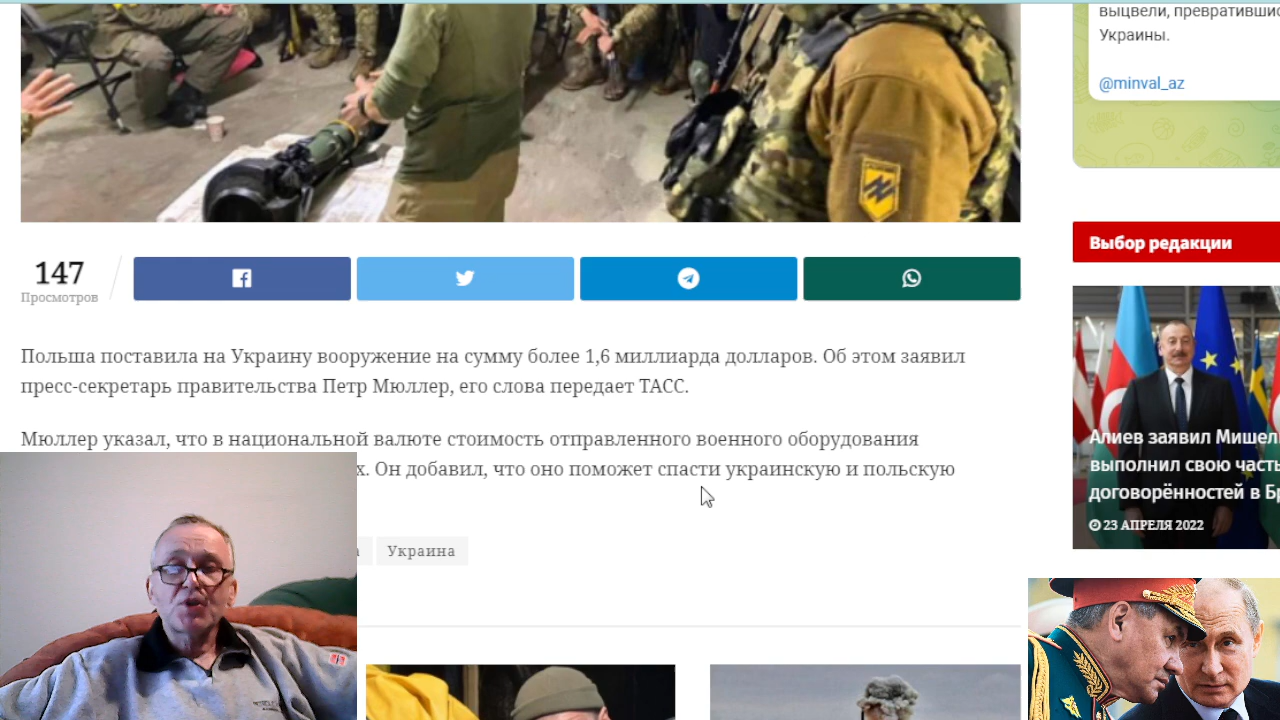 выцвели, превративши
Украины.
@minval_az
147
Просмотров
Выбор редакции
Польша поставила на Украину вооружение на сумму более 1,6 миллиарда долларов. Об этом заявил
пресс-секретарь правительства Петр Мюллер, его слова передает ТАСС.
Мюллер указал, что в национальной валюте стоимость отправленного военного оборудования
х. Он добавил, что оно поможет спасти украинскую и польскую
а
Украина
Алиев заявил Мишел
выполнил свою часть
договорённостей в Б
23 АПРЕЛЯ 2022